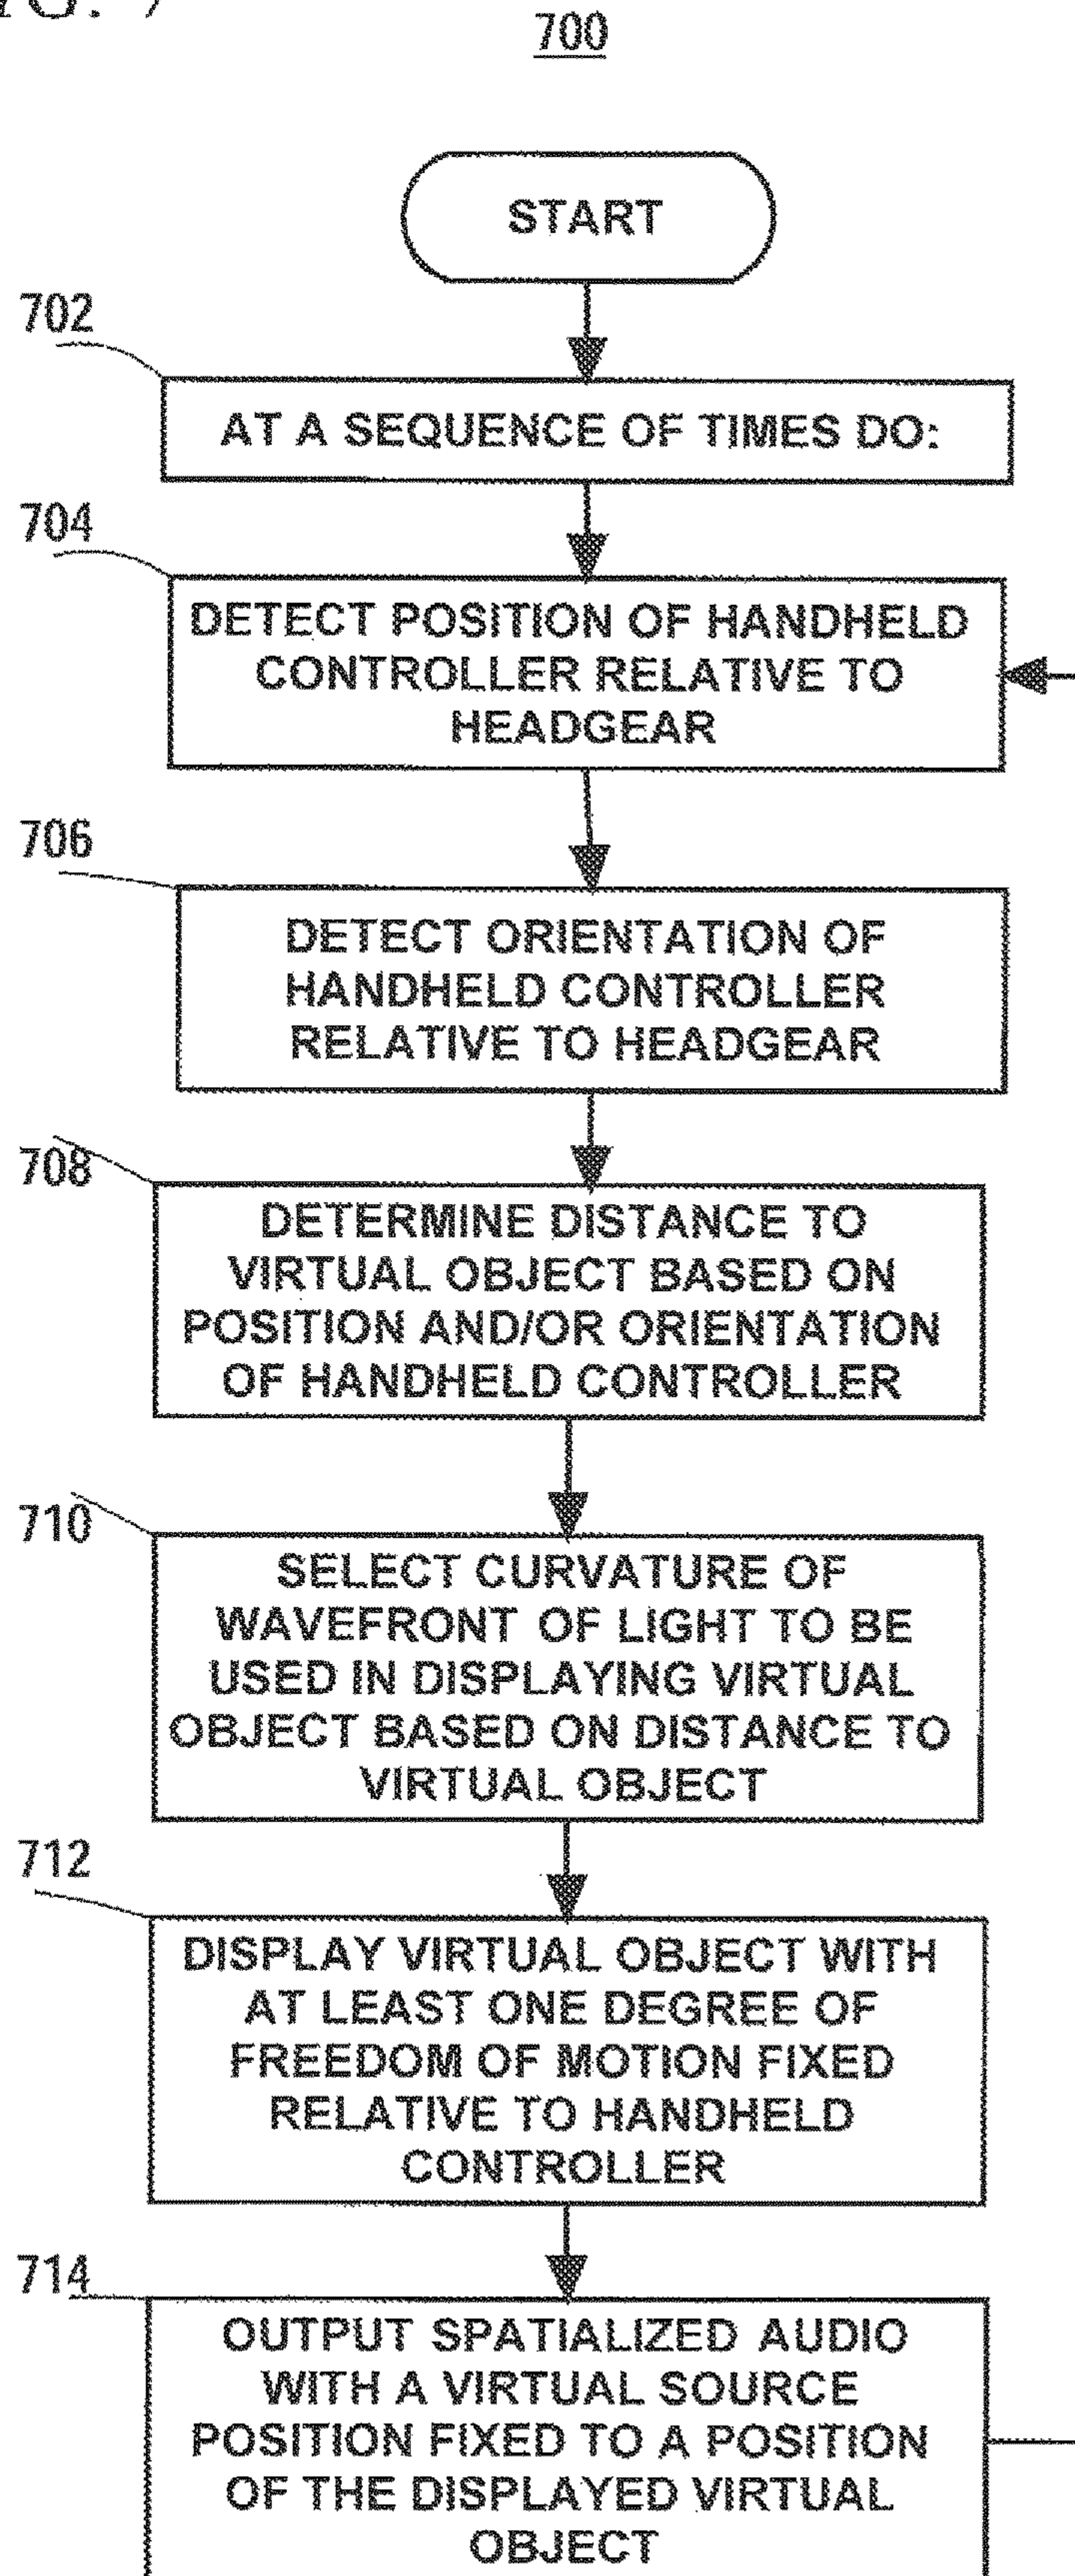 FIG. 7
700
START
702
AT A SEQUENCE OF TIMES DO:
704
DETECT POSITION OF HANDHELD
CONTROLLER RELATIVE TO
HEADGEAR
706
DETECT ORIENTATION OF
HANDHELD CONTROLLER
RELATIVE TO HEADGEAR
708
DETERMINE DISTANCE TO
VIRTUAL OBJECT BASED ON
POSITION AND/OR ORIENTATION
OF HANDHELD CONTROLLER
710
SELECT CURVATURE OF
WAVEFRONT OF LIGHT TO BE
USED IN DISPLAYING VIRTUAL
OBJECT BASED ON DISTANCE TO
VIRTUAL OBJECT
712
DISPLAY VIRTUAL OBJECT WITH
AT LEAST ONE DEGREE OF
FREEDOM OF MOTION FIXED
RELATIVE TO HANDHELD
CONTROLLER
714
OUTPUT SPATIALIZED AUDIO
WITH A VIRTUAL SOURCE
POSITION FIXED TO A POSITION
OF THE DISPLAYED VIRTUAL
OBJECT